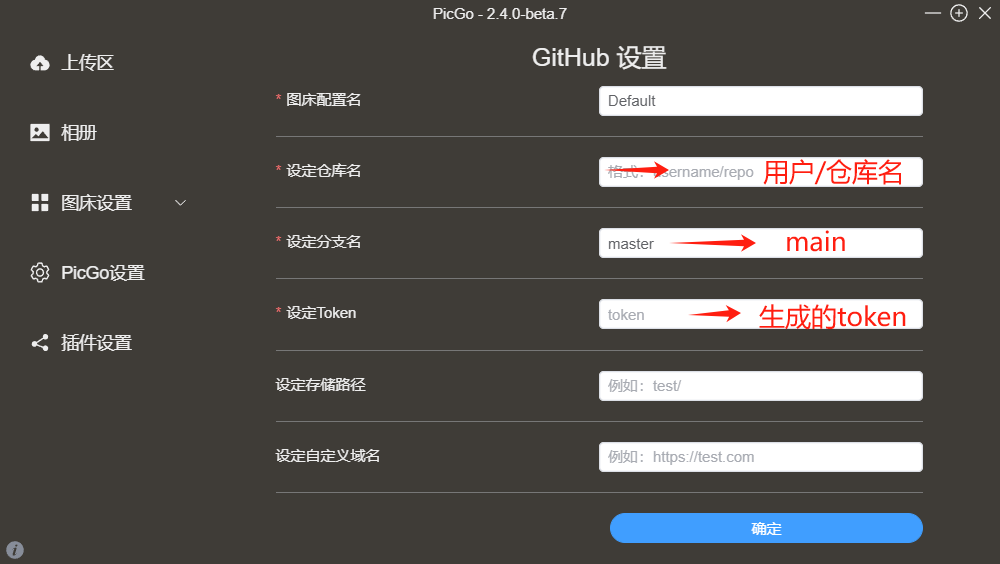 PicGo - 2.4.0-beta.7
上传区
相册
图床设置
PicGo设置
插件设置
GitHub 设置
* 图床配置名
Default
* 设定仓库名
格式：username/repo 用户/仓库名
* 设定分支名
master main
* 设定Token
token 生成的token
设定存储路径
例如：test/
设定自定义域名
例如：https://test.com
确定